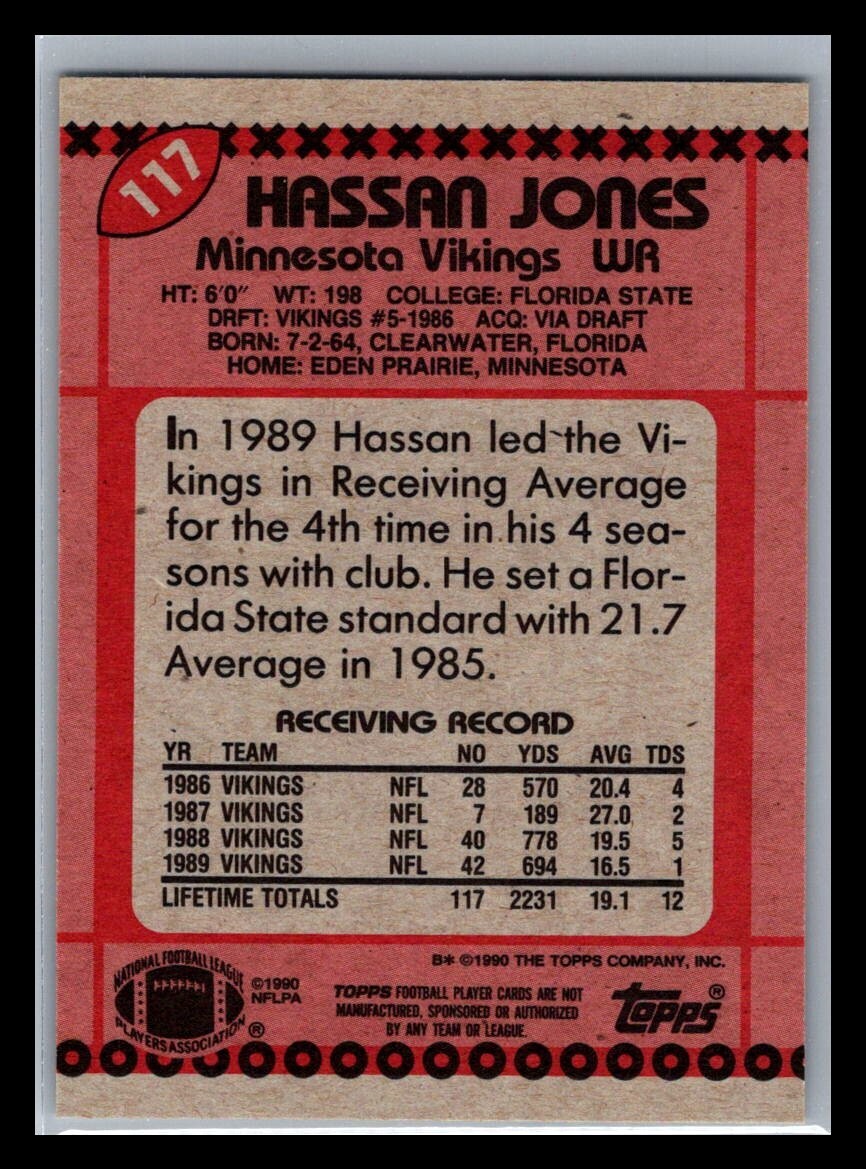 117
HASSAN JONES
Minnesota Vikings WR
HT: 6'0" WT: 198 COLLEGE: FLORIDA STATE
DRFT: VIKINGS #5-1986 ACQ: VIA DRAFT
BORN: 7-2-64, CLEARWATER, FLORIDA
HOME: EDEN PRAIRIE, MINNESOTA
In 1989 Hassan led the Vi-
kings in Receiving Average
for the 4th time in his 4 sea-
sons with club. He set a Flor-
ida State standard with 21.7
Average in 1985.
RECEIVING RECORD
YR TEAM NO YDS AVG TDS
1986 VIKINGS NFL 28 570 20.4 4
1987 VIKINGS NFL 7 189 27.0 2
1988 VIKINGS NFL 40 778 19.5 5
1989 VIKINGS NFL 42 694 16.5 1
LIFETIME TOTALS 117 2231 19.1 12
B* ©1990 THE TOPPS COMPANY, INC.
NATIONAL FOOTBALL LEAGUE
PLAYERS ASSOCIATION ®
©1990
NFLPA
TOPPS FOOTBALL PLAYER CARDS ARE NOT
MANUFACTURED, SPONSORED OR AUTHORIZED
BY ANY TEAM OR LEAGUE.
TOPPS ®